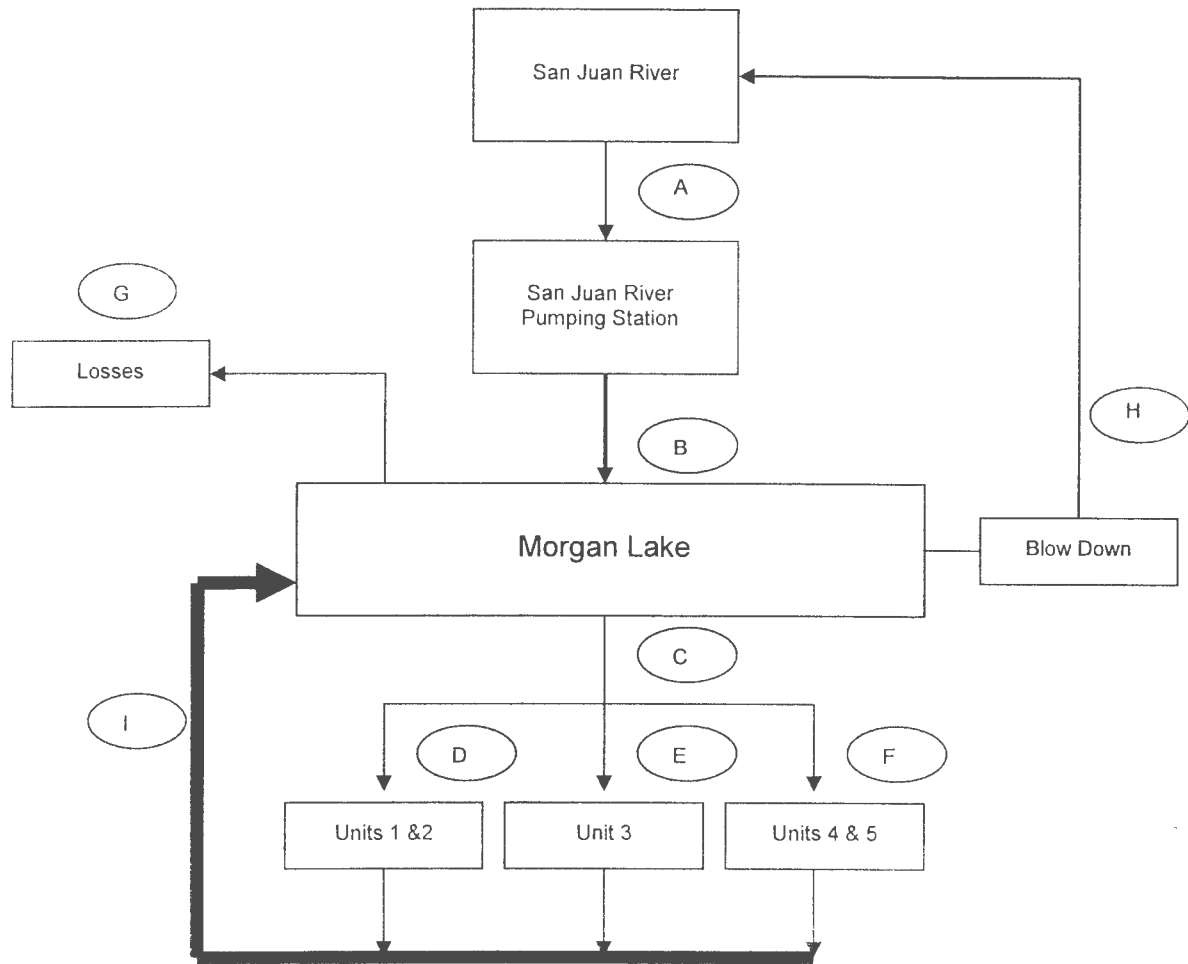 San Juan River
A
San Juan River
Pumping Station
G
Losses
B
H
Morgan Lake
Blow Down
C
I
D
E
F
Units 1 &2
Unit 3
Units 4 & 5